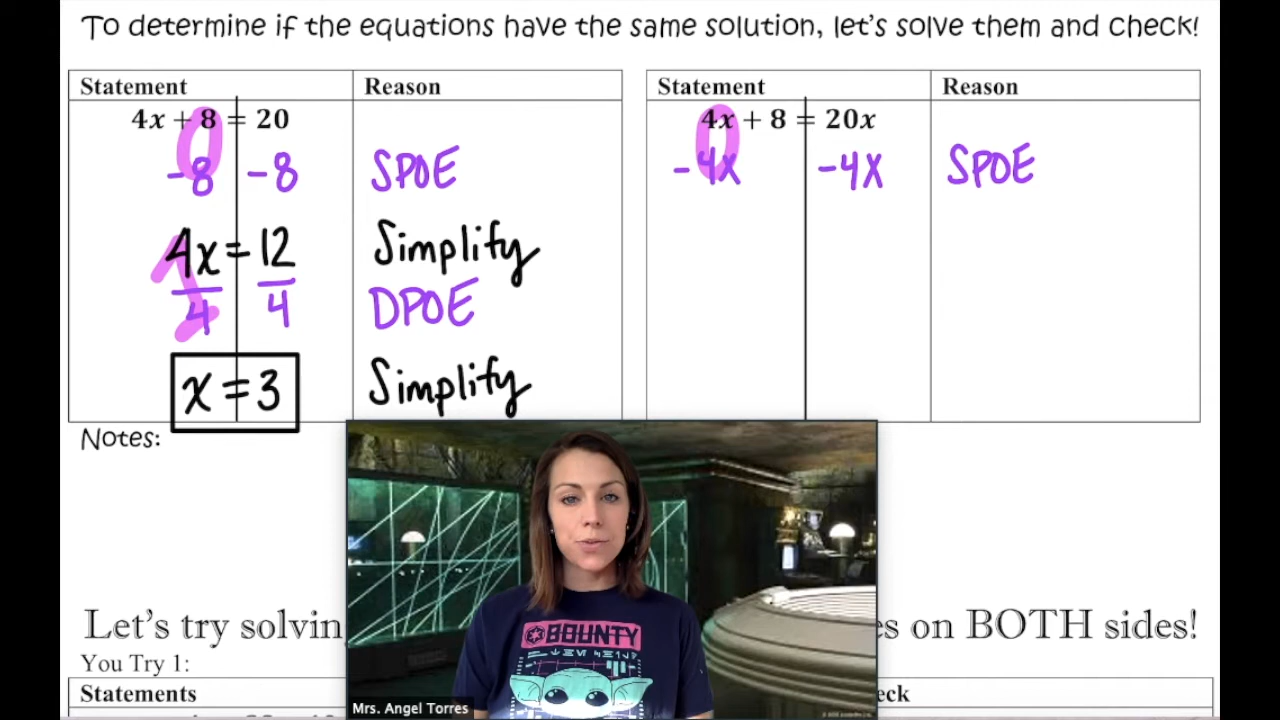 To determine if the equations have the same solution, let's solve them and check!
Statement Reason
4x + 8 = 20
-8 -8 SPOE
4x = 12 Simplify
4 4 DPOE
x = 3 Simplify
Statement Reason
4x + 8 = 20x
-4x -4x SPOE
0
1
0
Notes:
Let's try solvin
es on BOTH sides!
You Try 1:
Statements
eck
BOUNTY
Mrs. Angel Torres